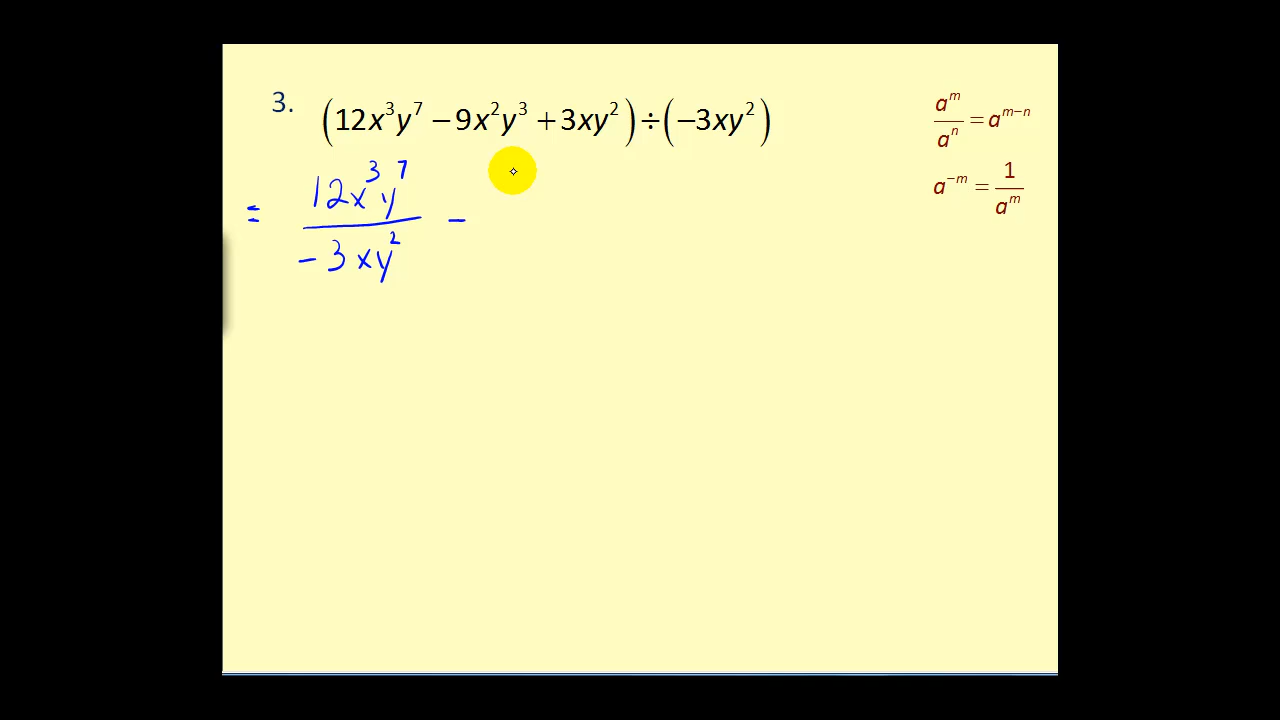 3. (12x³y⁷ − 9x²y³ + 3xy²) ÷ (−3xy²)
= 12x³y⁷ / −3xy² −
aᵐ / aⁿ = aᵐ⁻ⁿ
a⁻ᵐ = 1 / aᵐ